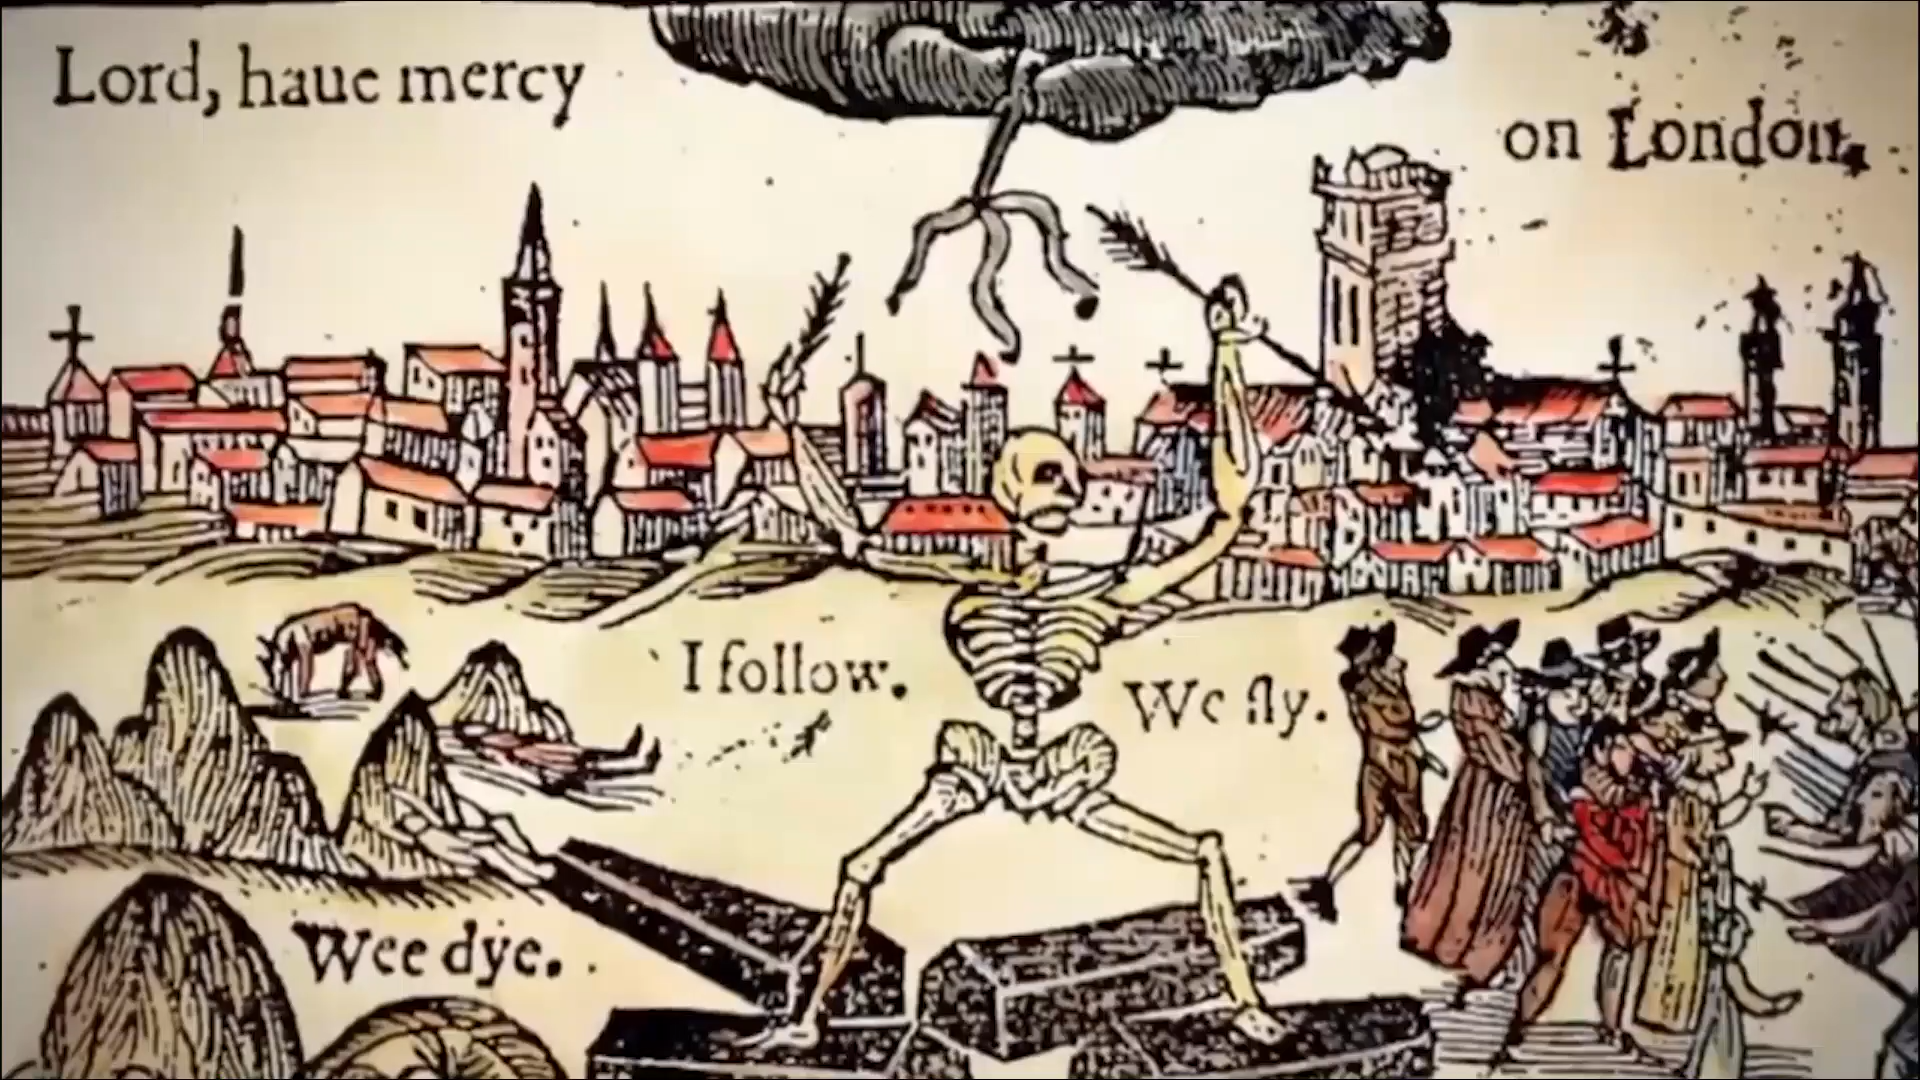 Lord, haue mercy
on London.
I follow.
We fly.
Wee dye.